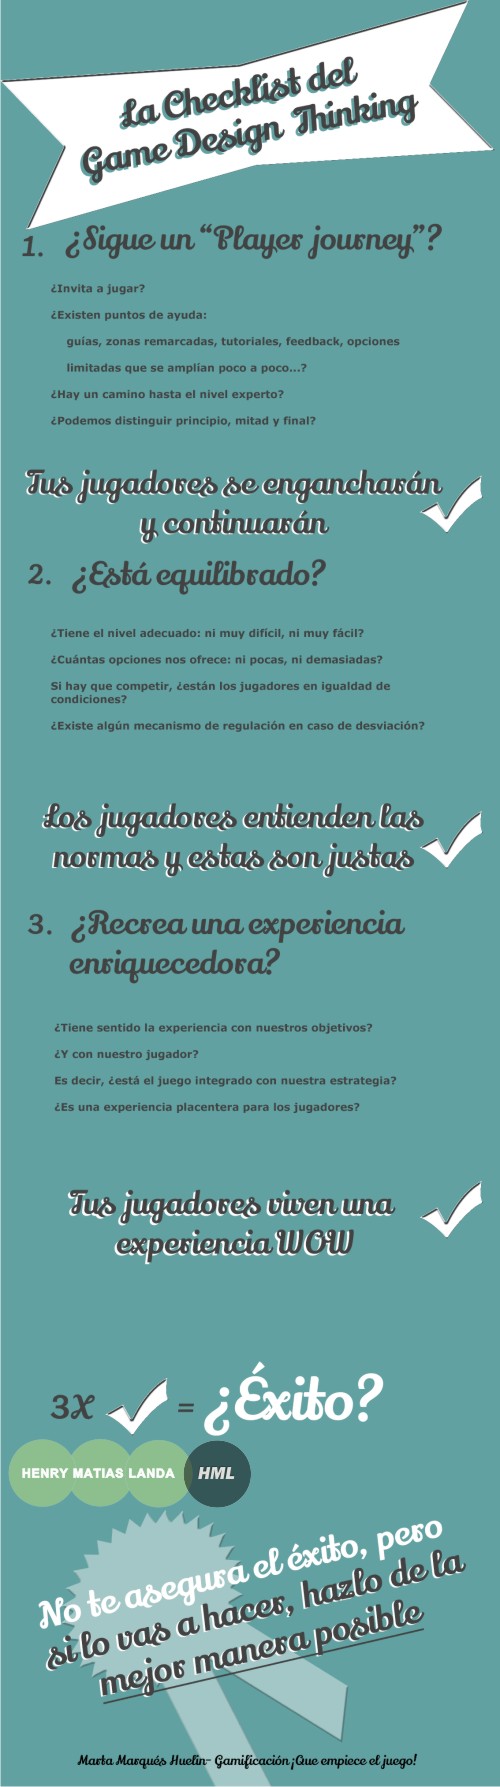 La Checklist del
Game Design Thinking
1. ¿Sigue un “Player journey”?
¿Invita a jugar?
¿Existen puntos de ayuda:
guías, zonas remarcadas, tutoriales, feedback, opciones
limitadas que se amplían poco a poco...?
¿Hay un camino hasta el nivel experto?
¿Podemos distinguir principio, mitad y final?
Tus jugadores se engancharán
y continuarán
2. ¿Está equilibrado?
¿Tiene el nivel adecuado: ni muy difícil, ni muy fácil?
¿Cuántas opciones nos ofrece: ni pocas, ni demasiadas?
Si hay que competir, ¿están los jugadores en igualdad de
condiciones?
¿Existe algún mecanismo de regulación en caso de desviación?
Los jugadores entienden las
normas y estas son justas
3. ¿Recrea una experiencia
enriquecedora?
¿Tiene sentido la experiencia con nuestros objetivos?
¿Y con nuestro jugador?
Es decir, ¿está el juego integrado con nuestra estrategia?
¿Es una experiencia placentera para los jugadores?
Tus jugadores viven una
experiencia WOW
3X = ¿Éxito?
HENRY MATIAS LANDA HML
No te asegura el éxito, pero
si lo vas a hacer, hazlo de la
mejor manera posible
Marta Marqués Huelin- Gamificación ¡Que empiece el juego!